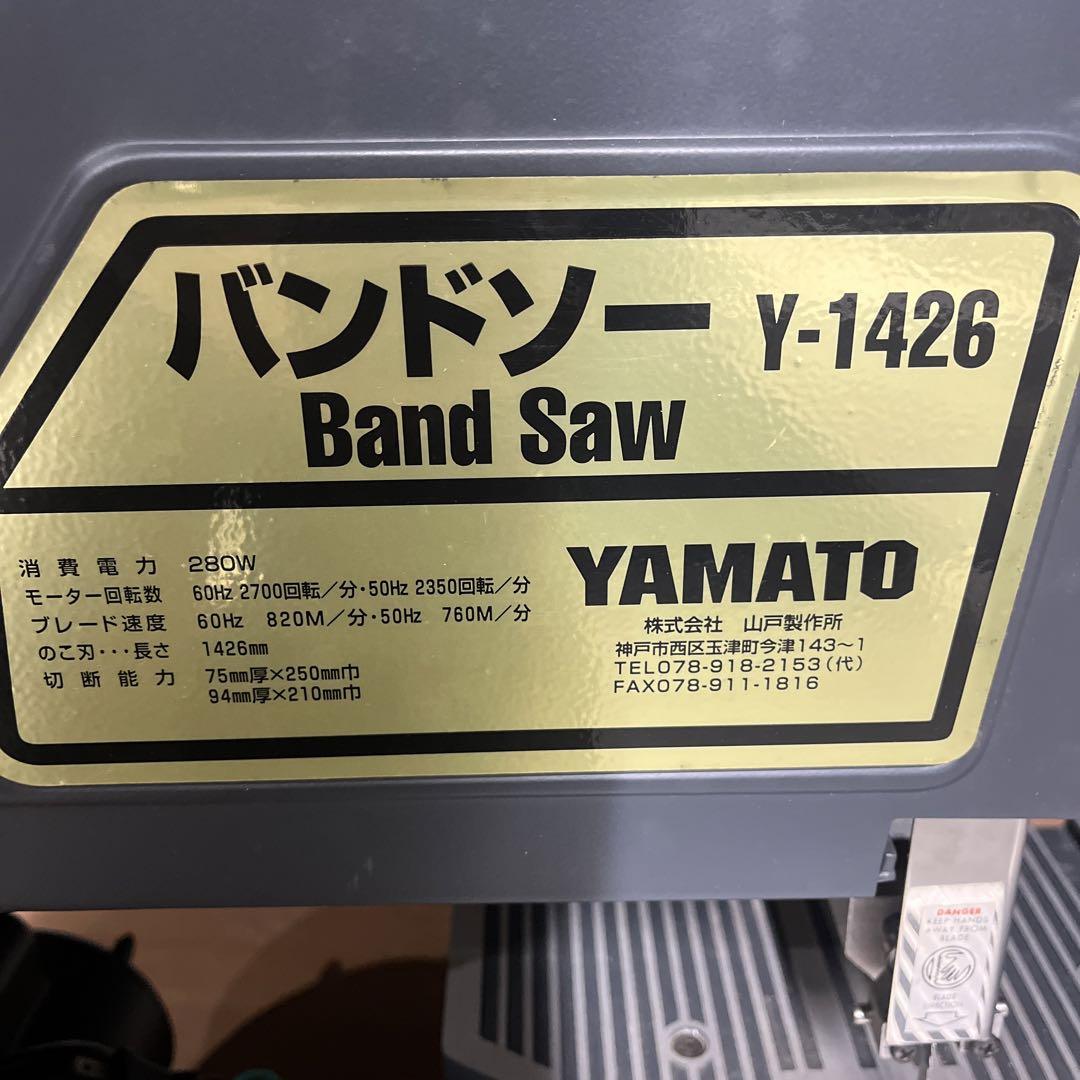 バンドソー Y-1426
Band Saw
消費電力 280W
モーター回転数 60Hz 2700回転／分・50Hz 2350回転／分
ブレード速度 60Hz 820M／分・50Hz 760M／分
のこ刃・・・長さ 1426㎜
切断能力 75㎜厚×250㎜巾
94㎜厚×210㎜巾
YAMATO
株式会社 山戸製作所
神戸市西区玉津町今津143〜1
TEL078-918-2153(代)
FAX078-911-1816
DANGER
KEEP HANDS
AWAY FROM
BLADE
BLADE
DIRECTION